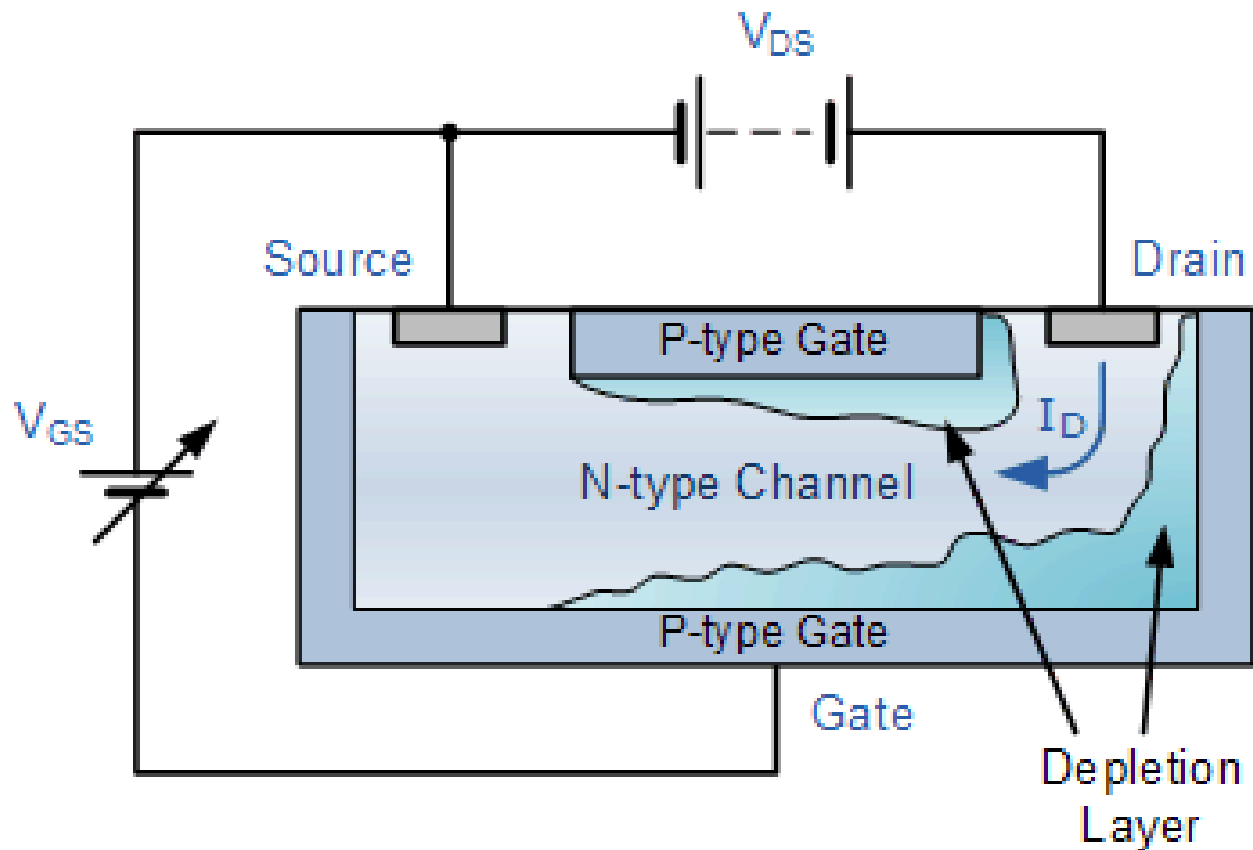 VDS
Source
Drain
P-type Gate
VGS
ID
N-type Channel
P-type Gate
Gate
Depletion
Layer